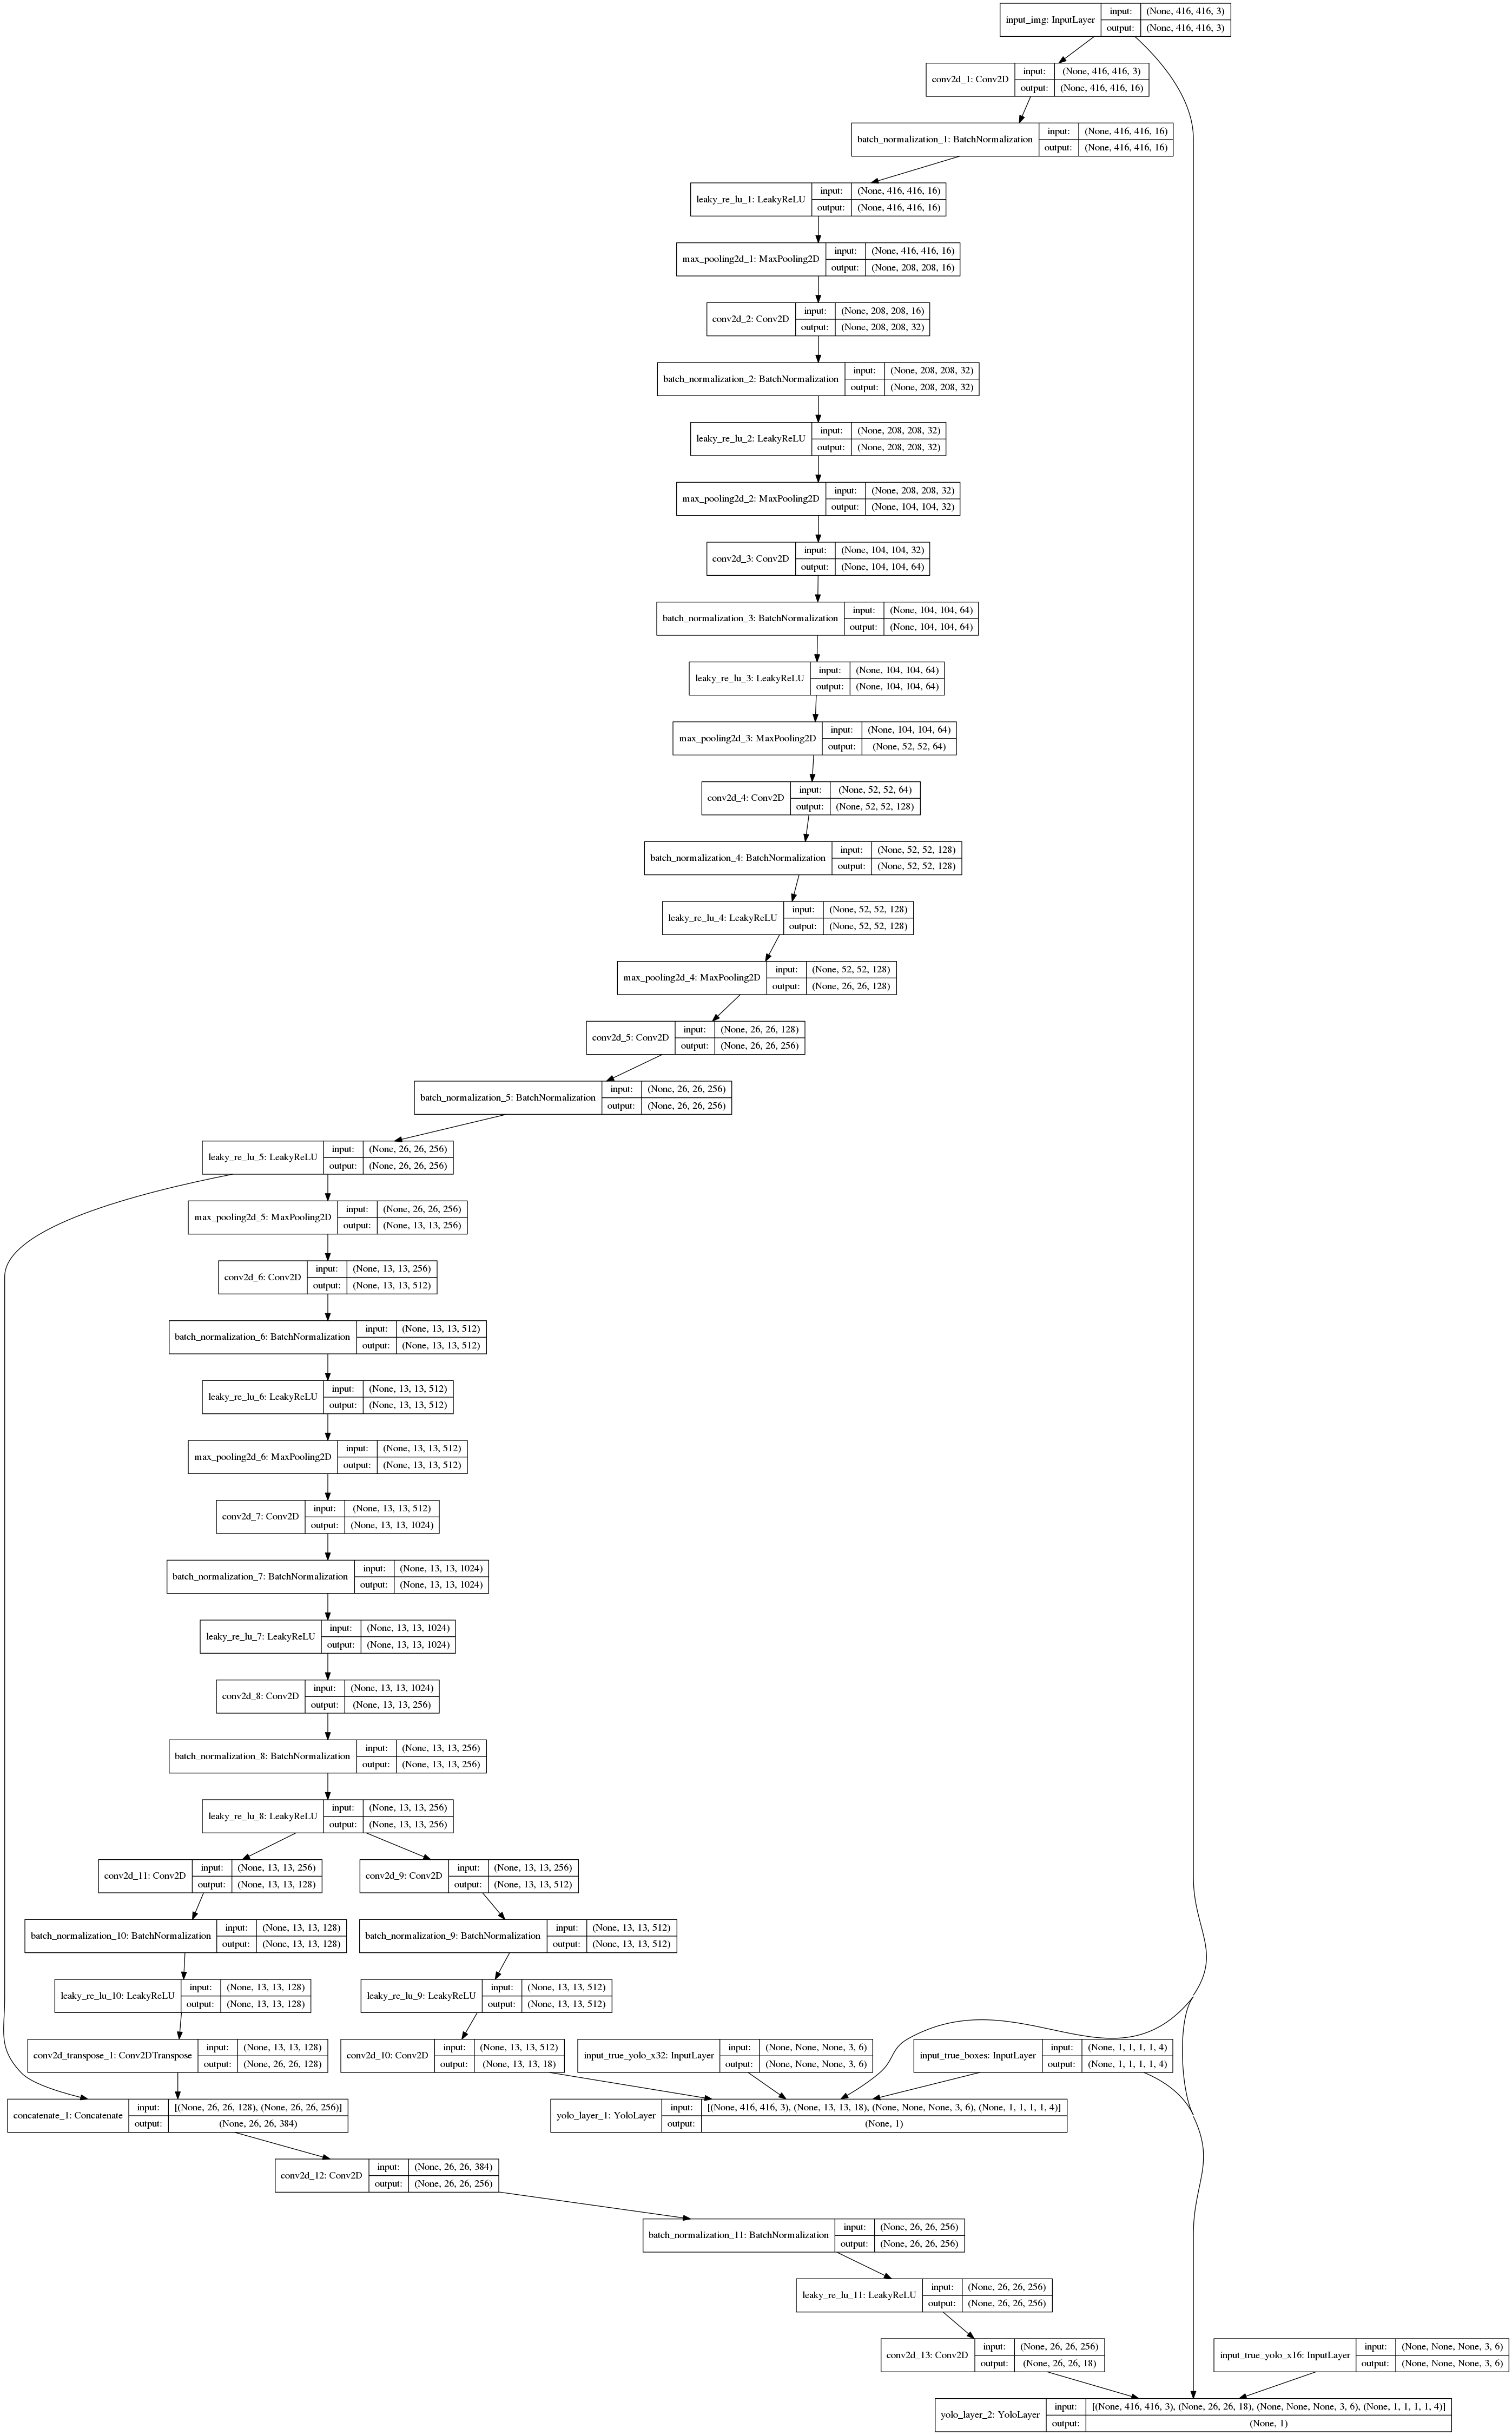 input_img: InputLayer input: (None, 416, 416, 3)
output: (None, 416, 416, 3)
conv2d_1: Conv2D input: (None, 416, 416, 3)
output: (None, 416, 416, 16)
batch_normalization_1: BatchNormalization input: (None, 416, 416, 16)
output: (None, 416, 416, 16)
leaky_re_lu_1: LeakyReLU input: (None, 416, 416, 16)
output: (None, 416, 416, 16)
max_pooling2d_1: MaxPooling2D input: (None, 416, 416, 16)
output: (None, 208, 208, 16)
conv2d_2: Conv2D input: (None, 208, 208, 16)
output: (None, 208, 208, 32)
batch_normalization_2: BatchNormalization input: (None, 208, 208, 32)
output: (None, 208, 208, 32)
leaky_re_lu_2: LeakyReLU input: (None, 208, 208, 32)
output: (None, 208, 208, 32)
max_pooling2d_2: MaxPooling2D input: (None, 208, 208, 32)
output: (None, 104, 104, 32)
conv2d_3: Conv2D input: (None, 104, 104, 32)
output: (None, 104, 104, 64)
batch_normalization_3: BatchNormalization input: (None, 104, 104, 64)
output: (None, 104, 104, 64)
leaky_re_lu_3: LeakyReLU input: (None, 104, 104, 64)
output: (None, 104, 104, 64)
max_pooling2d_3: MaxPooling2D input: (None, 104, 104, 64)
output: (None, 52, 52, 64)
conv2d_4: Conv2D input: (None, 52, 52, 64)
output: (None, 52, 52, 128)
batch_normalization_4: BatchNormalization input: (None, 52, 52, 128)
output: (None, 52, 52, 128)
leaky_re_lu_4: LeakyReLU input: (None, 52, 52, 128)
output: (None, 52, 52, 128)
max_pooling2d_4: MaxPooling2D input: (None, 52, 52, 128)
output: (None, 26, 26, 128)
conv2d_5: Conv2D input: (None, 26, 26, 128)
output: (None, 26, 26, 256)
batch_normalization_5: BatchNormalization input: (None, 26, 26, 256)
output: (None, 26, 26, 256)
leaky_re_lu_5: LeakyReLU input: (None, 26, 26, 256)
output: (None, 26, 26, 256)
max_pooling2d_5: MaxPooling2D input: (None, 26, 26, 256)
output: (None, 13, 13, 256)
conv2d_6: Conv2D input: (None, 13, 13, 256)
output: (None, 13, 13, 512)
batch_normalization_6: BatchNormalization input: (None, 13, 13, 512)
output: (None, 13, 13, 512)
leaky_re_lu_6: LeakyReLU input: (None, 13, 13, 512)
output: (None, 13, 13, 512)
max_pooling2d_6: MaxPooling2D input: (None, 13, 13, 512)
output: (None, 13, 13, 512)
conv2d_7: Conv2D input: (None, 13, 13, 512)
output: (None, 13, 13, 1024)
batch_normalization_7: BatchNormalization input: (None, 13, 13, 1024)
output: (None, 13, 13, 1024)
leaky_re_lu_7: LeakyReLU input: (None, 13, 13, 1024)
output: (None, 13, 13, 1024)
conv2d_8: Conv2D input: (None, 13, 13, 1024)
output: (None, 13, 13, 256)
batch_normalization_8: BatchNormalization input: (None, 13, 13, 256)
output: (None, 13, 13, 256)
leaky_re_lu_8: LeakyReLU input: (None, 13, 13, 256)
output: (None, 13, 13, 256)
conv2d_11: Conv2D input: (None, 13, 13, 256)
output: (None, 13, 13, 128)
conv2d_9: Conv2D input: (None, 13, 13, 256)
output: (None, 13, 13, 512)
batch_normalization_10: BatchNormalization input: (None, 13, 13, 128)
output: (None, 13, 13, 128)
batch_normalization_9: BatchNormalization input: (None, 13, 13, 512)
output: (None, 13, 13, 512)
leaky_re_lu_10: LeakyReLU input: (None, 13, 13, 128)
output: (None, 13, 13, 128)
leaky_re_lu_9: LeakyReLU input: (None, 13, 13, 512)
output: (None, 13, 13, 512)
conv2d_transpose_1: Conv2DTranspose input: (None, 13, 13, 128)
output: (None, 26, 26, 128)
conv2d_10: Conv2D input: (None, 13, 13, 512)
output: (None, 13, 13, 18)
input_true_yolo_x32: InputLayer input: (None, None, None, 3, 6)
output: (None, None, None, 3, 6)
input_true_boxes: InputLayer input: (None, 1, 1, 1, 1, 4)
output: (None, 1, 1, 1, 1, 4)
concatenate_1: Concatenate input: [(None, 26, 26, 128), (None, 26, 26, 256)]
output: (None, 26, 26, 384)
yolo_layer_1: YoloLayer input: [(None, 416, 416, 3), (None, 13, 13, 18), (None, None, None, 3, 6), (None, 1, 1, 1, 1, 4)]
output: (None, 1)
conv2d_12: Conv2D input: (None, 26, 26, 384)
output: (None, 26, 26, 256)
batch_normalization_11: BatchNormalization input: (None, 26, 26, 256)
output: (None, 26, 26, 256)
leaky_re_lu_11: LeakyReLU input: (None, 26, 26, 256)
output: (None, 26, 26, 256)
conv2d_13: Conv2D input: (None, 26, 26, 256)
output: (None, 26, 26, 18)
input_true_yolo_x16: InputLayer input: (None, None, None, 3, 6)
output: (None, None, None, 3, 6)
yolo_layer_2: YoloLayer input: [(None, 416, 416, 3), (None, 26, 26, 18), (None, None, None, 3, 6), (None, 1, 1, 1, 1, 4)]
output: (None, 1)